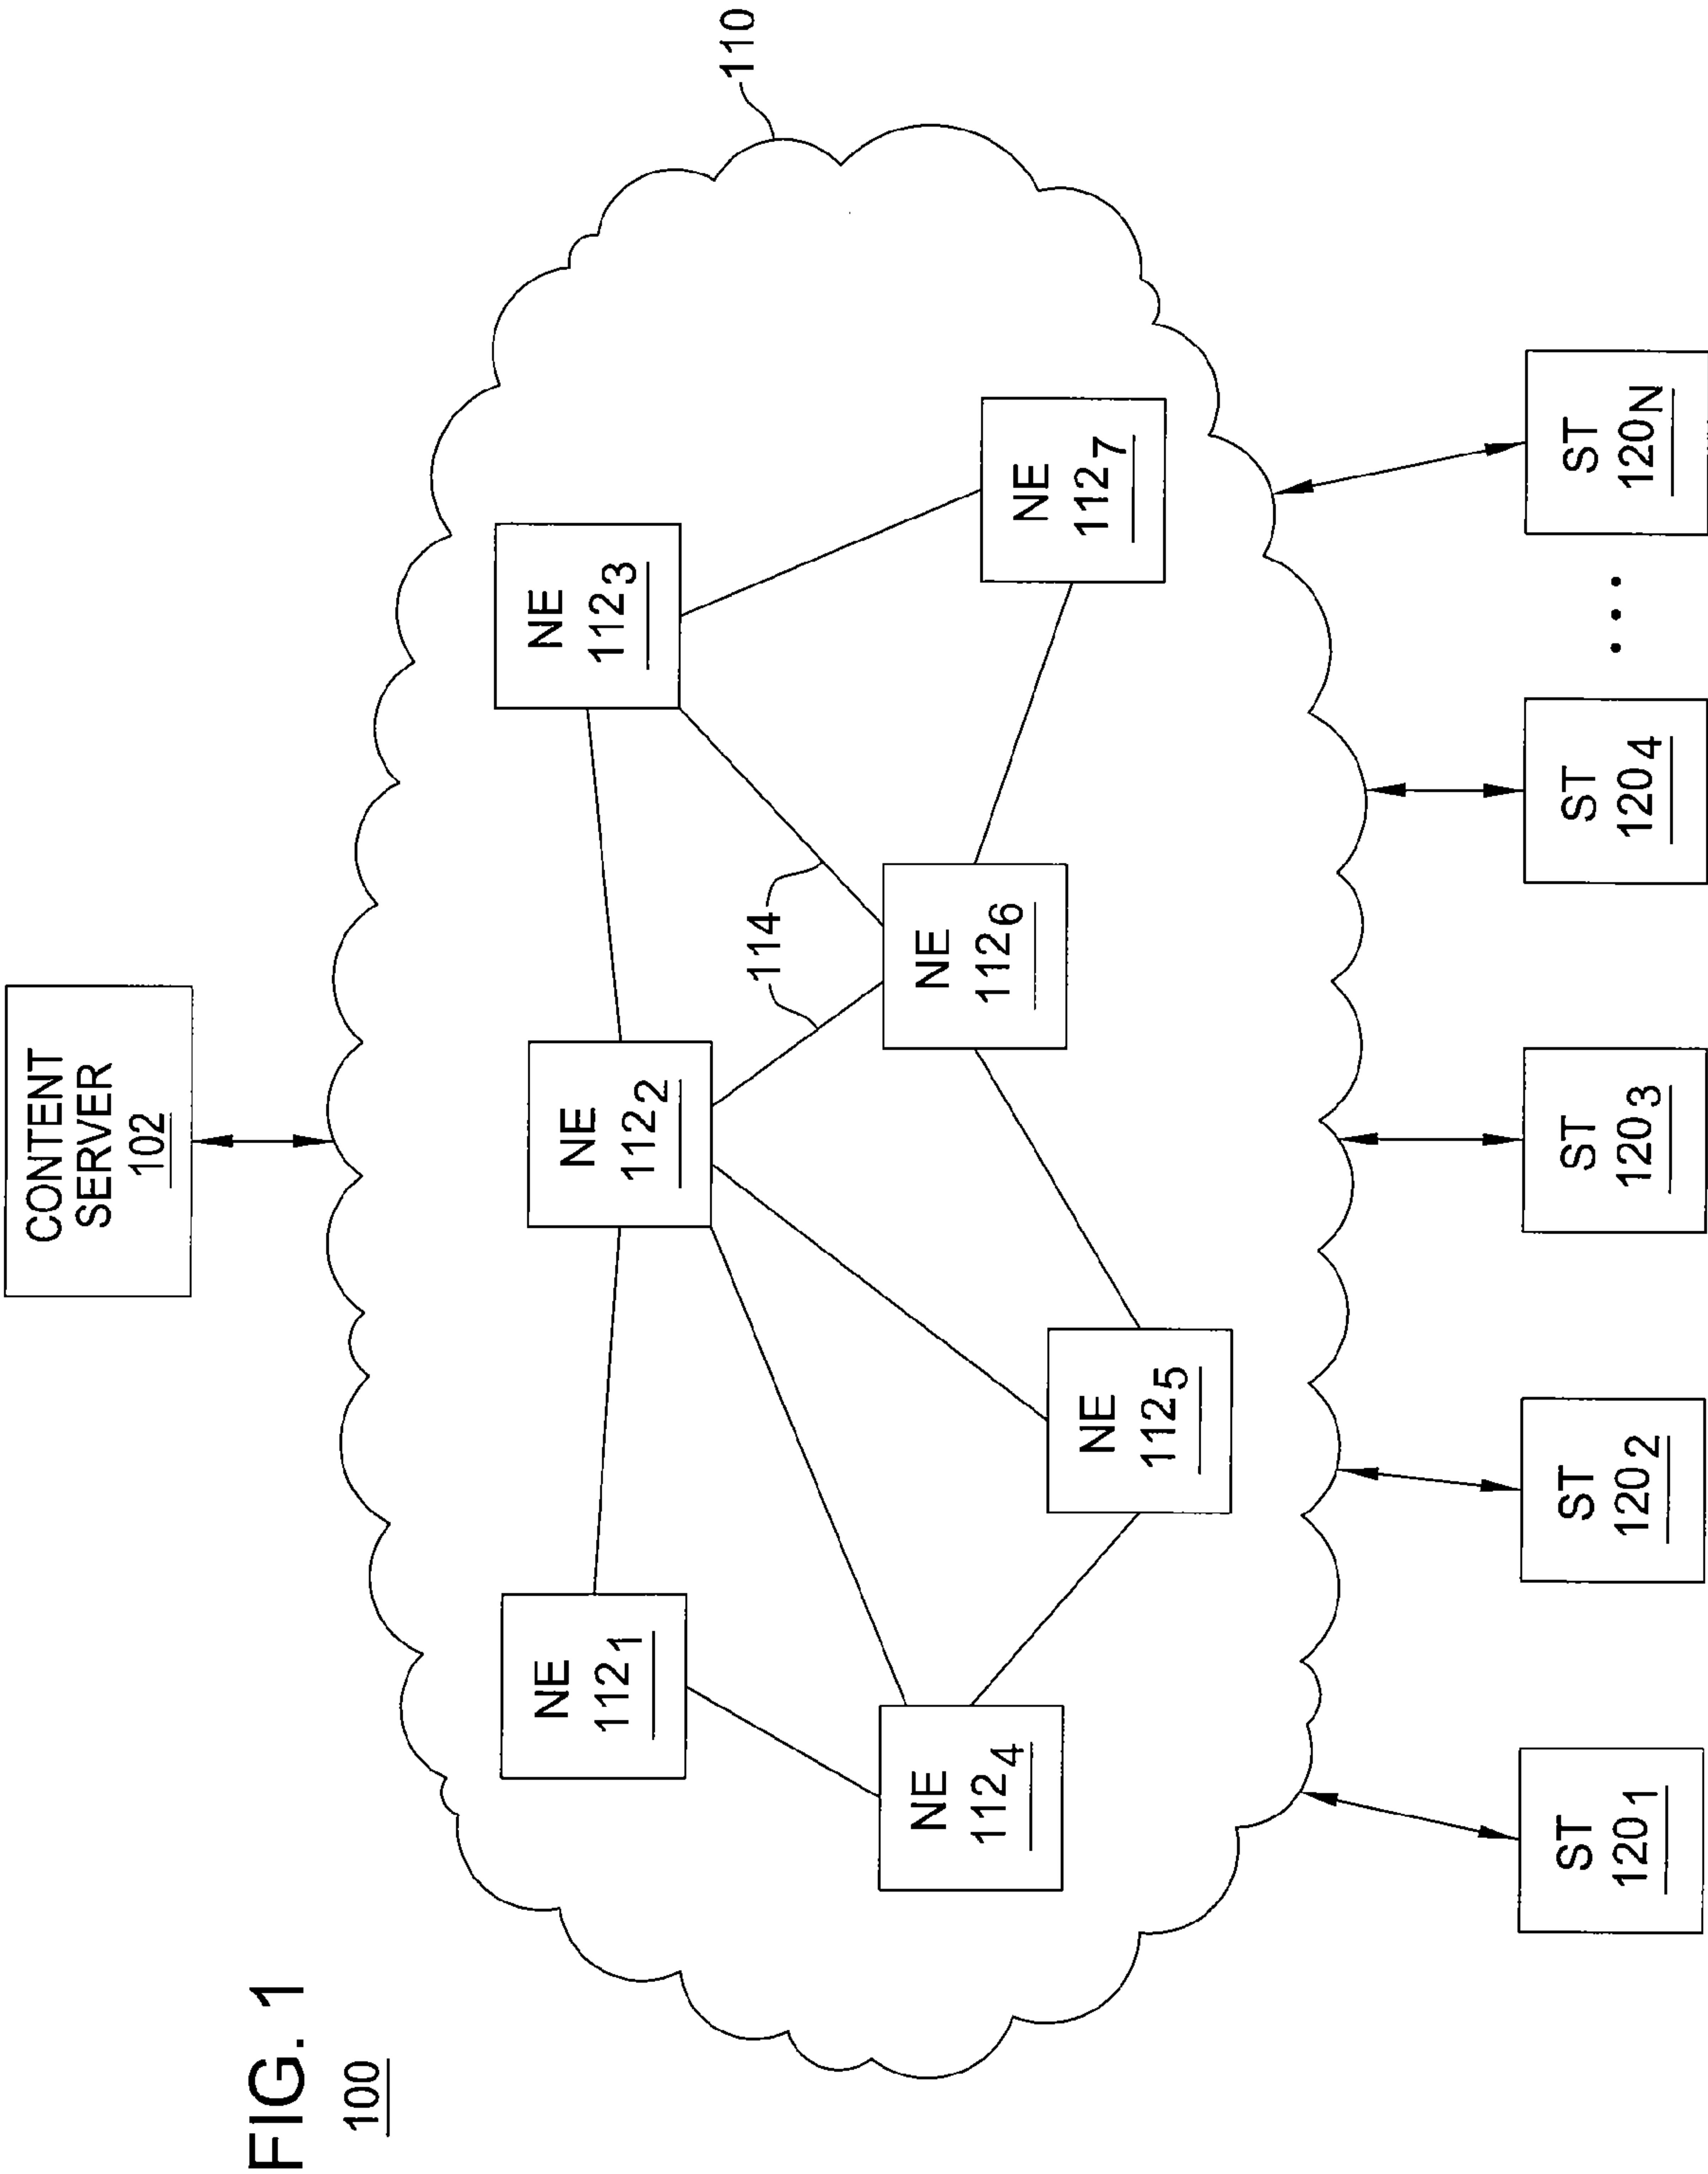 FIG. 1
100
CONTENT
SERVER
102
110
NE
112₁
NE
112₂
NE
112₃
114
NE
112₄
NE
112₅
NE
112₆
NE
112₇
ST
120₁
ST
120₂
ST
120₃
ST
120₄
...
ST
120N